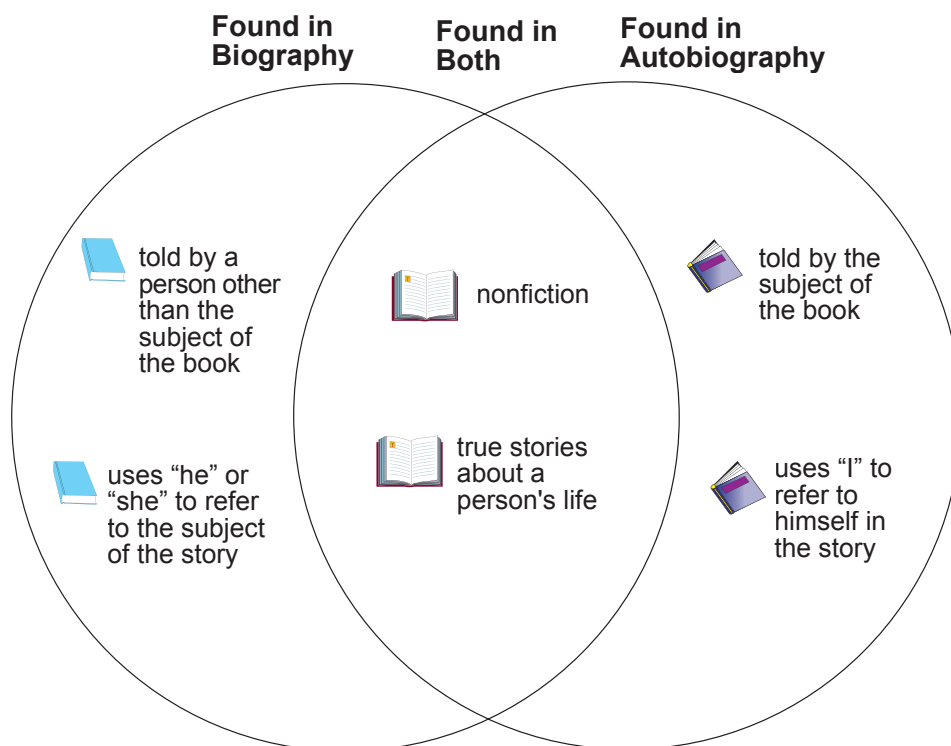 Found in
Biography
Found in
Both
Found in
Autobiography
told by a
person other
than the
subject of
the book
uses “he” or
“she” to refer
to the subject
of the story
nonfiction
true stories
about a
person's life
told by the
subject of
the book
uses “I” to
refer to
himself in
the story